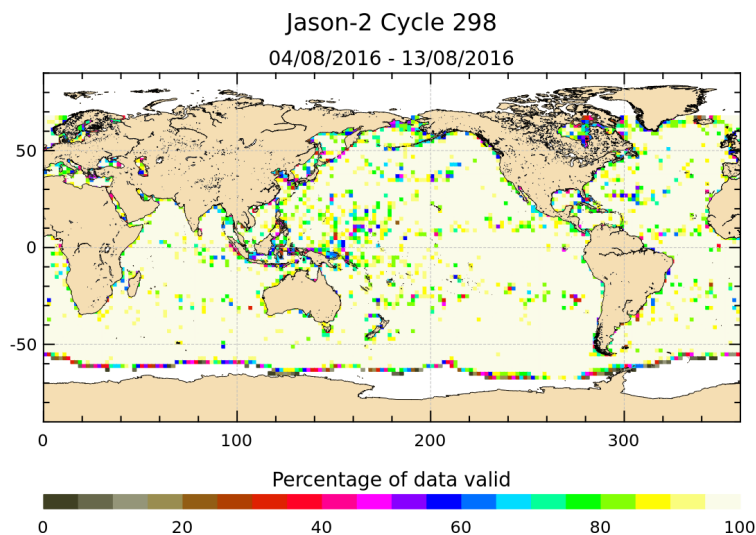 Jason-2 Cycle 298
04/08/2016 - 13/08/2016
50
0
-50
0 100 200 300
Percentage of data valid
0 20 40 60 80 100